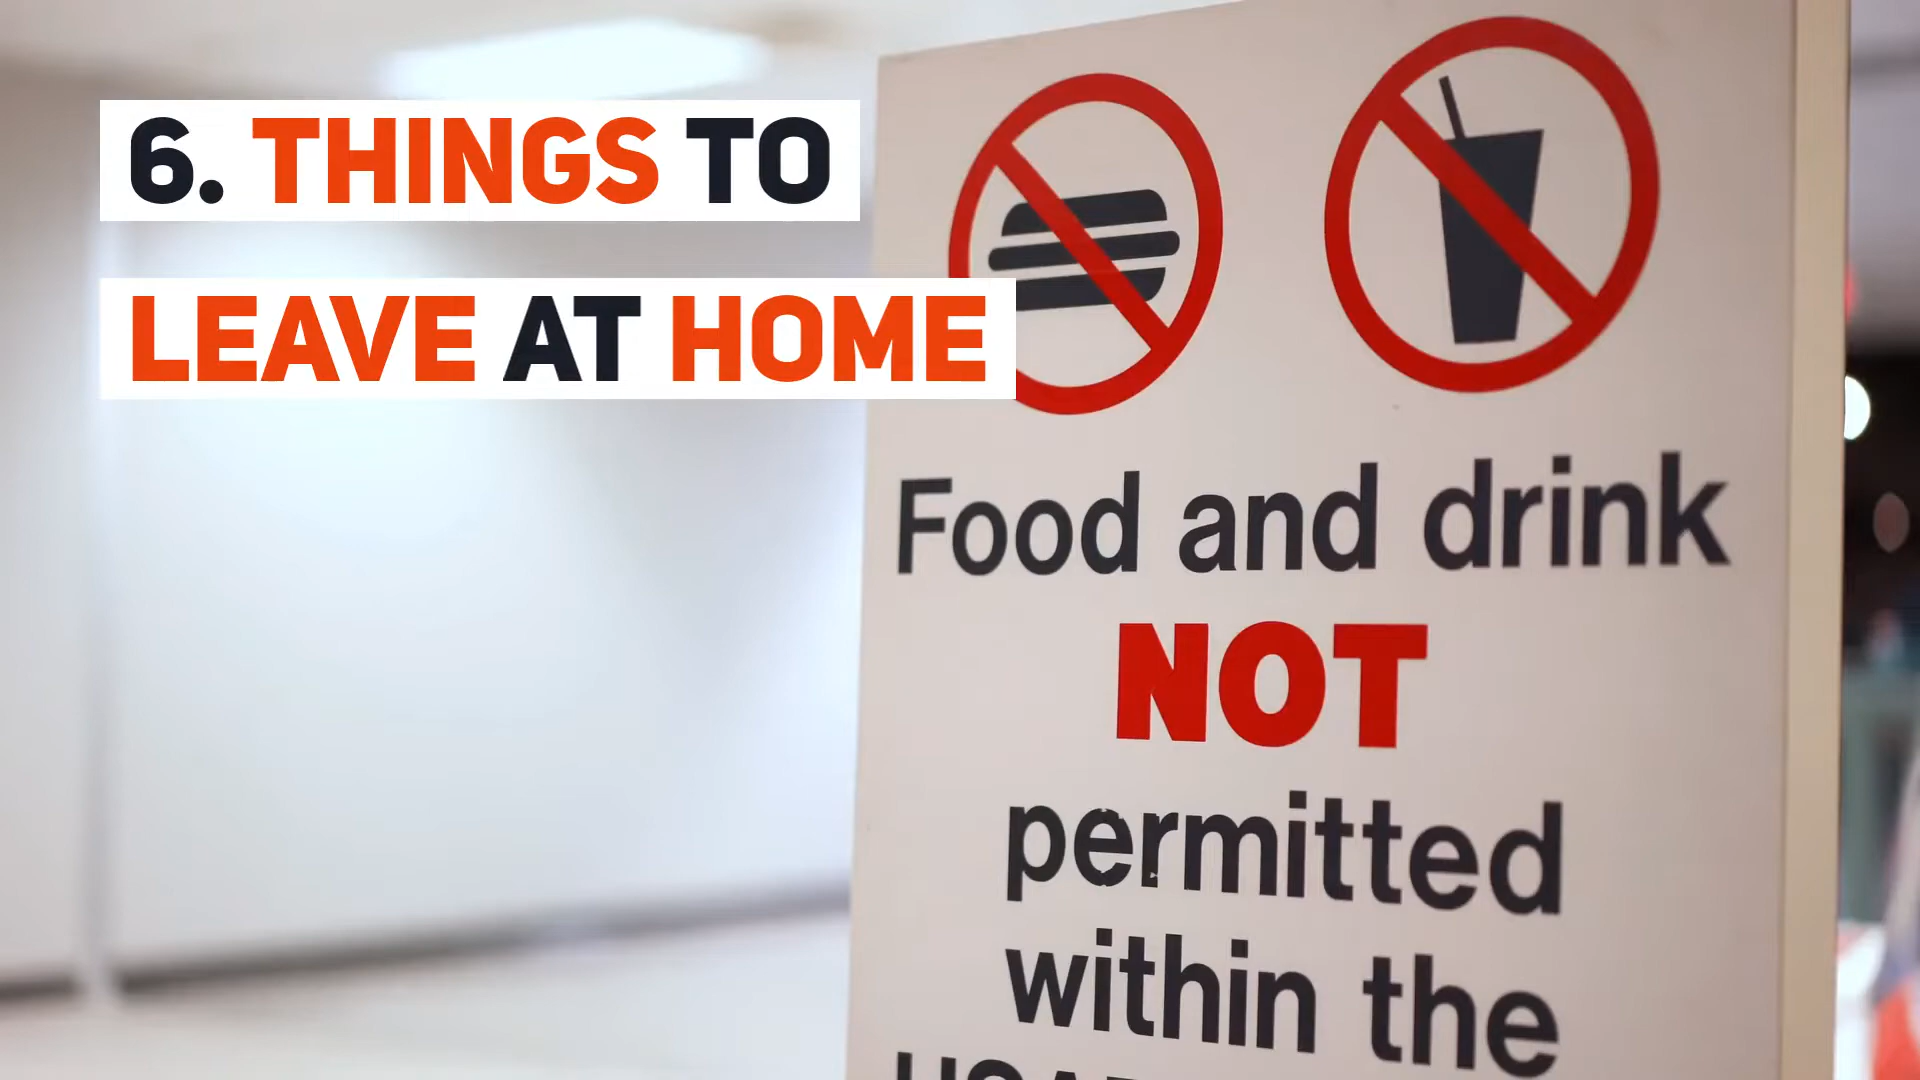 6. THINGS TO
LEAVE AT HOME
Food and drink
NOT
permitted
within the